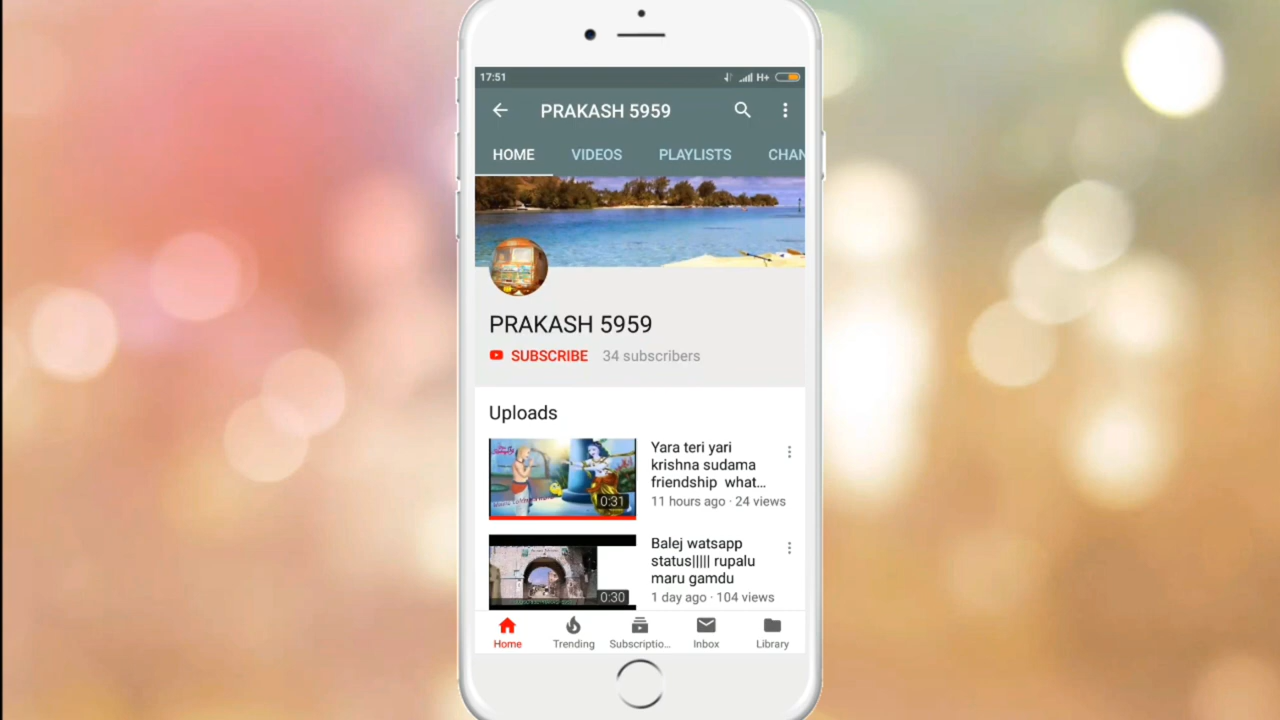 17:51
H+
PRAKASH 5959
HOME VIDEOS PLAYLISTS CHAN
PRAKASH 5959
SUBSCRIBE 34 subscribers
Uploads
Yara teri yari
krishna sudama
friendship what...
11 hours ago · 24 views
0:31
Balej watsapp
status||||| rupalu
maru gamdu
1 day ago · 104 views
0:30
Home Trending Subscriptio... Inbox Library